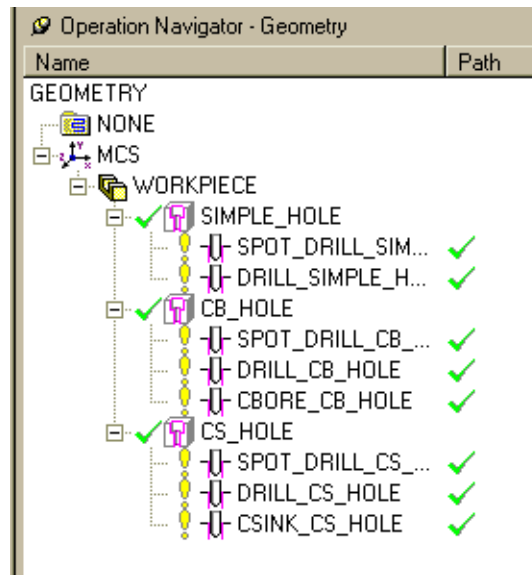 Operation Navigator - Geometry
Name Path
GEOMETRY
NONE
MCS
WORKPIECE
SIMPLE_HOLE
SPOT_DRILL_SIM...
DRILL_SIMPLE_H...
CB_HOLE
SPOT_DRILL_CB_...
DRILL_CB_HOLE
CBORE_CB_HOLE
CS_HOLE
SPOT_DRILL_CS_...
DRILL_CS_HOLE
CSINK_CS_HOLE